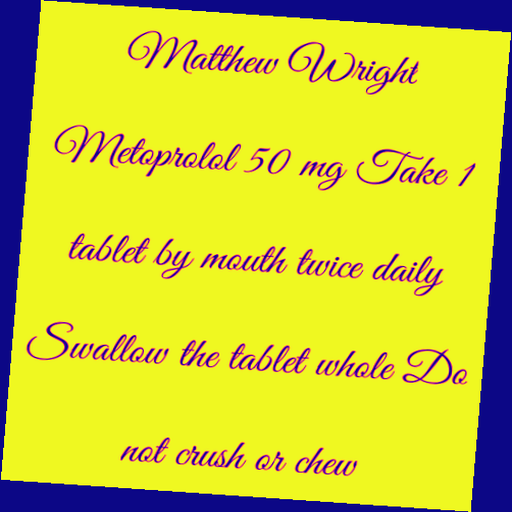 Matthew Wright
Metoprolol 50 mg Take 1
tablet by mouth twice daily
Swallow the tablet whole Do
not crush or chew